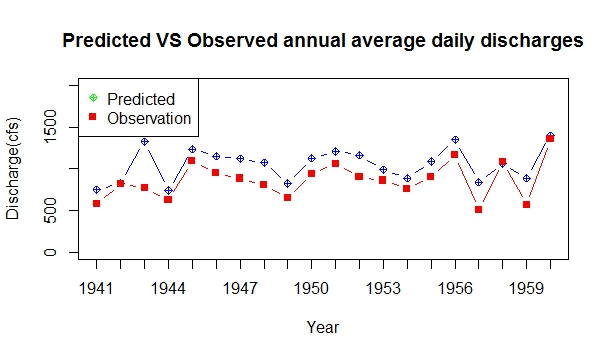 Predicted VS Observed annual average daily discharges
Predicted
Observation
Discharge(cfs)
1500
500
0
1941 1944 1947 1950 1953 1956 1959
Year